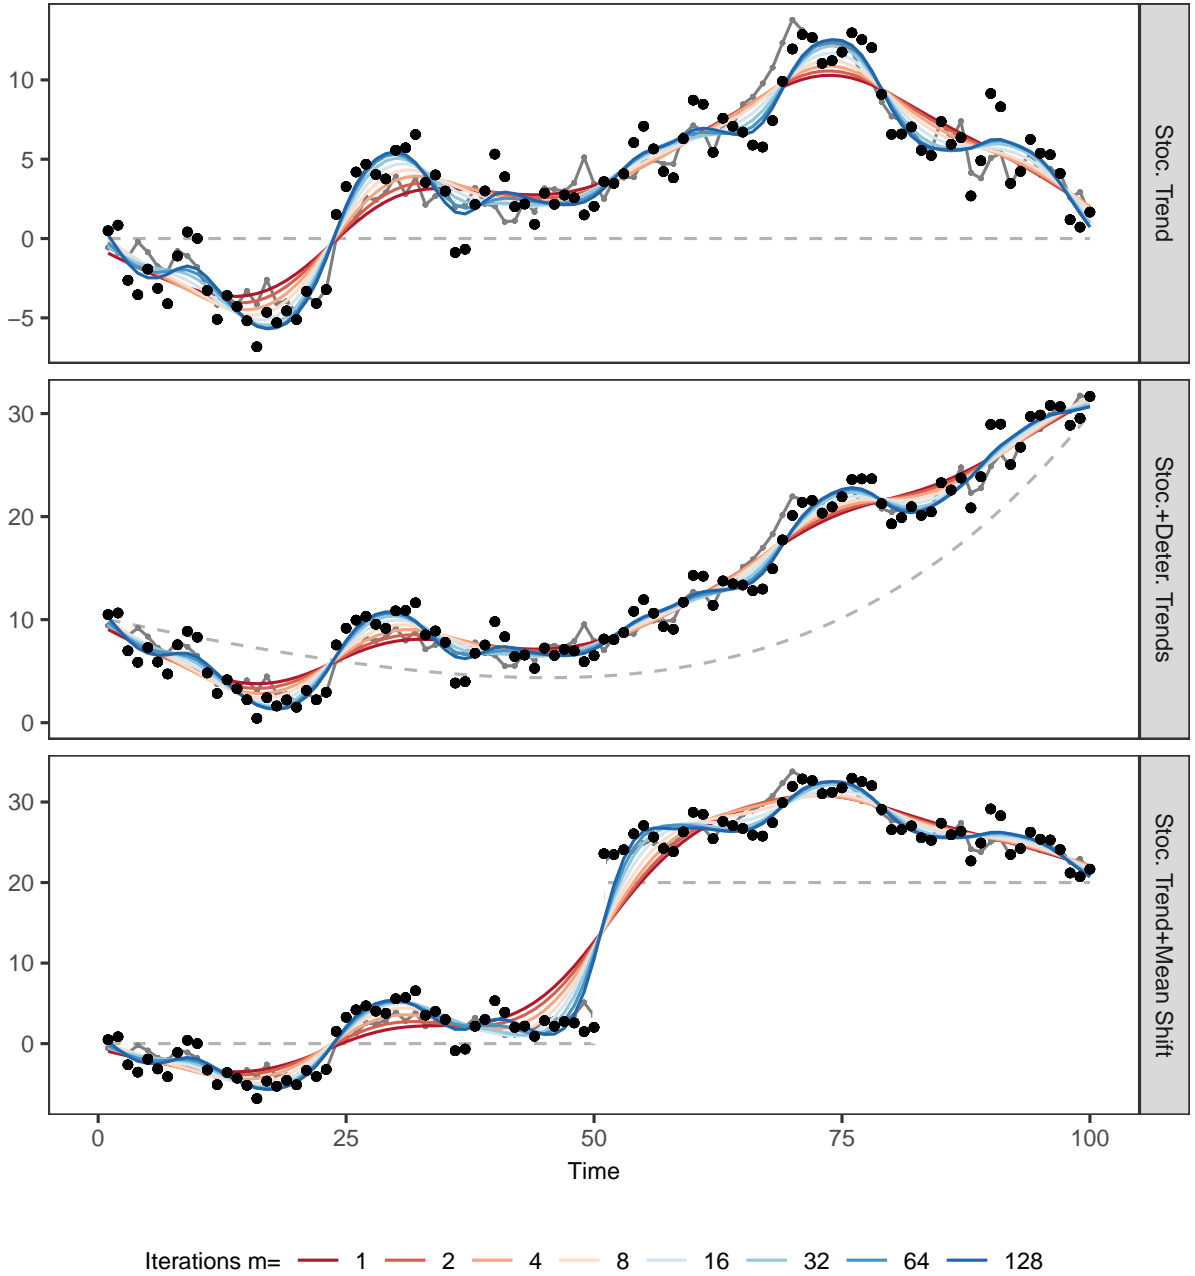 10
5
0
−5
Stoc. Trend
30
20
10
0
Stoc.+Deter. Trends
30
20
10
0
Stoc. Trend+Mean Shift
0 25 50 75 100
Time
Iterations m= 1 2 4 8 16 32 64 128